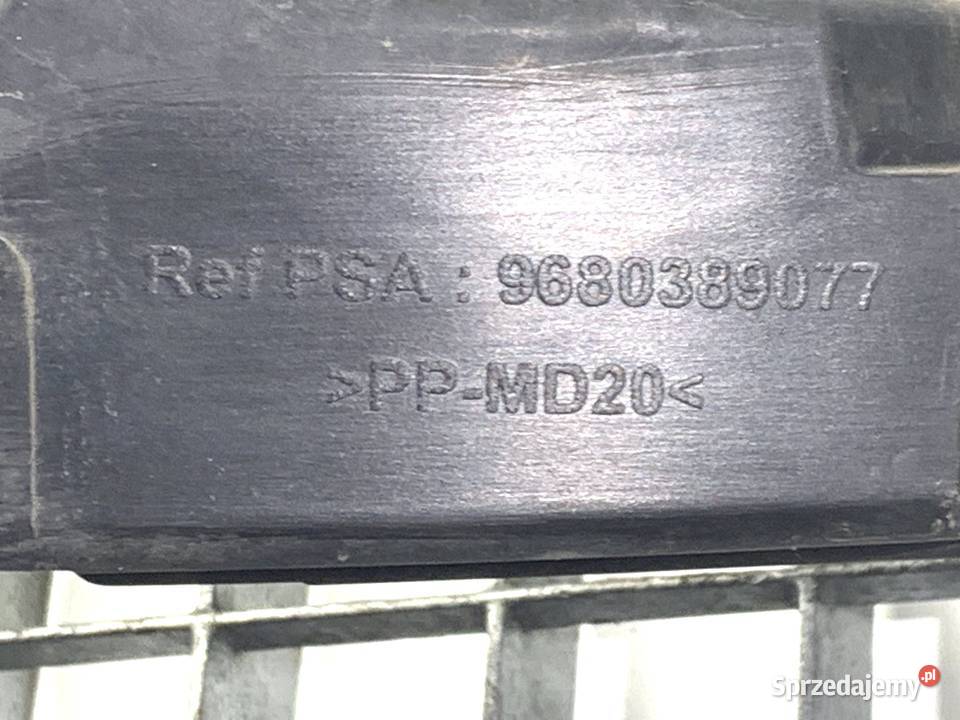 Ref PSA : 9680389077
>PP-MD20<
Sprzedajemy.pl